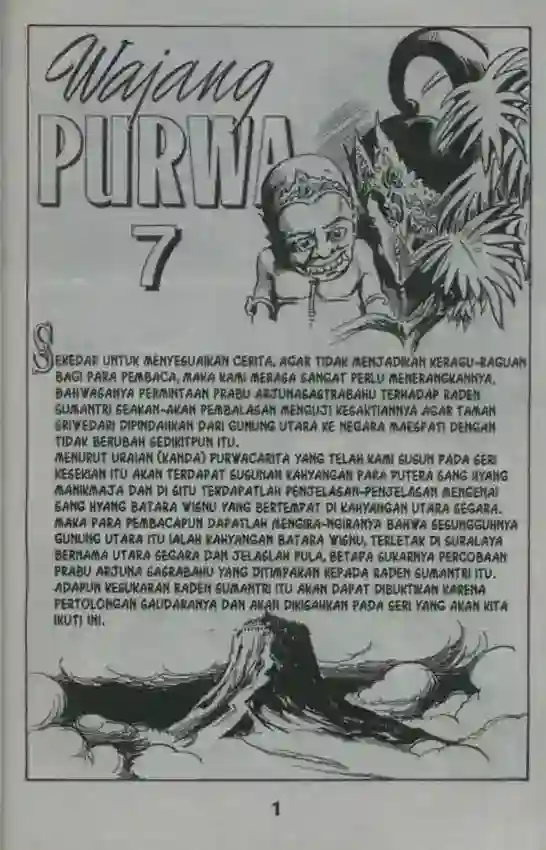 Wajang
PURWA
7
SEKEDAR UNTUK MENYESUAIKAN CERITA, AGAR TIDAK MENJADIKAN KERAGU-RAGUAN
BAGI PARA PEMBACA, MAKA KAMI MERASA SANGAT PERLU MENERANGKANNYA,
BAHWASANYA PERMINTAAN PRABU ARJUNASASTRABAHU TERHADAP RADEN
SUMANTRI SEAKAN-AKAN PEMBALASAN MENGUJI KESAKTIANNYA AGAR TAMAN
SRIWEDARI DIPINDAHKAN DARI GUNUNG UTARA KE NEGARA MAESPATI DENGAN
TIDAK BERUBAH SEDIKITPUN ITU.
MENURUT URAIAN (KANDA) PURWACARITA YANG TELAH KAMI SUSUN PADA SERI
KESEKIAN ITU AKAN TERDAPAT SUSUNAN KAHYANGAN PARA PUTERA SANG HYANG
MANIKMAJA DAN DI SITU TERDAPATLAH PENJELASAN-PENJELASAN MENGENAI
SANG HYANG BATARA WISNU YANG BERTEMPAT DI KAHYANGAN UTARA SEGARA.
MAKA PARA PEMBACAPUN DAPATLAH MENGIRA-NGIRANYA BAHWA SESUNGGUHNYA
GUNUNG UTARA ITU IALAH KAHYANGAN BATARA WISNU, TERLETAK DI SURALAYA
BERNAMA UTARA SEGARA DAN JELASLAH PULA, BETAPA SUKARNYA PERCOBAAN
PRABU ARJUNA SASRABAHU YANG DITIMPAKAN KEPADA RADEN SUMANTRI ITU.
ADAPUN KESUKARAN RADEN SUMANTRI ITU AKAN DAPAT DIBUKTIKAN KARENA
PERTOLONGAN SAUDARANYA DAN AKAN DIKISAHKAN PADA SERI YANG AKAN KITA
IKUTI INI.
1